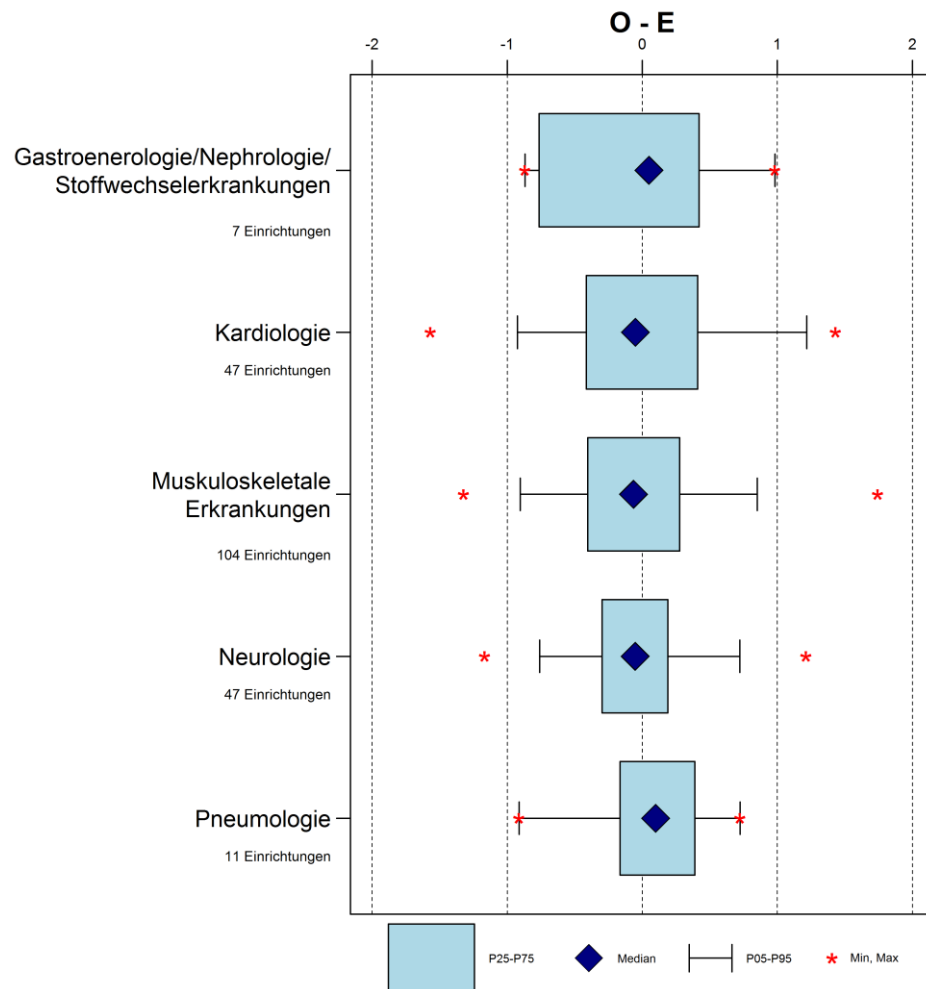 O - E
-2 -1 0 1 2
Gastroenerologie/Nephrologie/
Stoffwechselerkrankungen
7 Einrichtungen
Kardiologie
47 Einrichtungen
Muskuloskeletale
Erkrankungen
104 Einrichtungen
Neurologie
47 Einrichtungen
Pneumologie
11 Einrichtungen
P25-P75 Median P05-P95 Min, Max